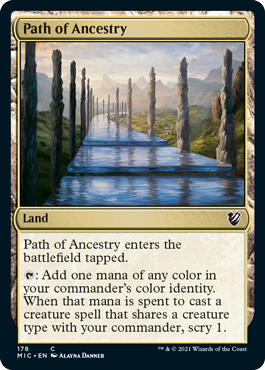 Path of Ancestry
Land
Path of Ancestry enters the
battlefield tapped.
: Add one mana of any color in
your commander's color identity.
When that mana is spent to cast a
creature spell that shares a creature
type with your commander, scry 1.
178 C
MIC • EN ALAYNA DANNER
™ & © 2021 Wizards of the Coast